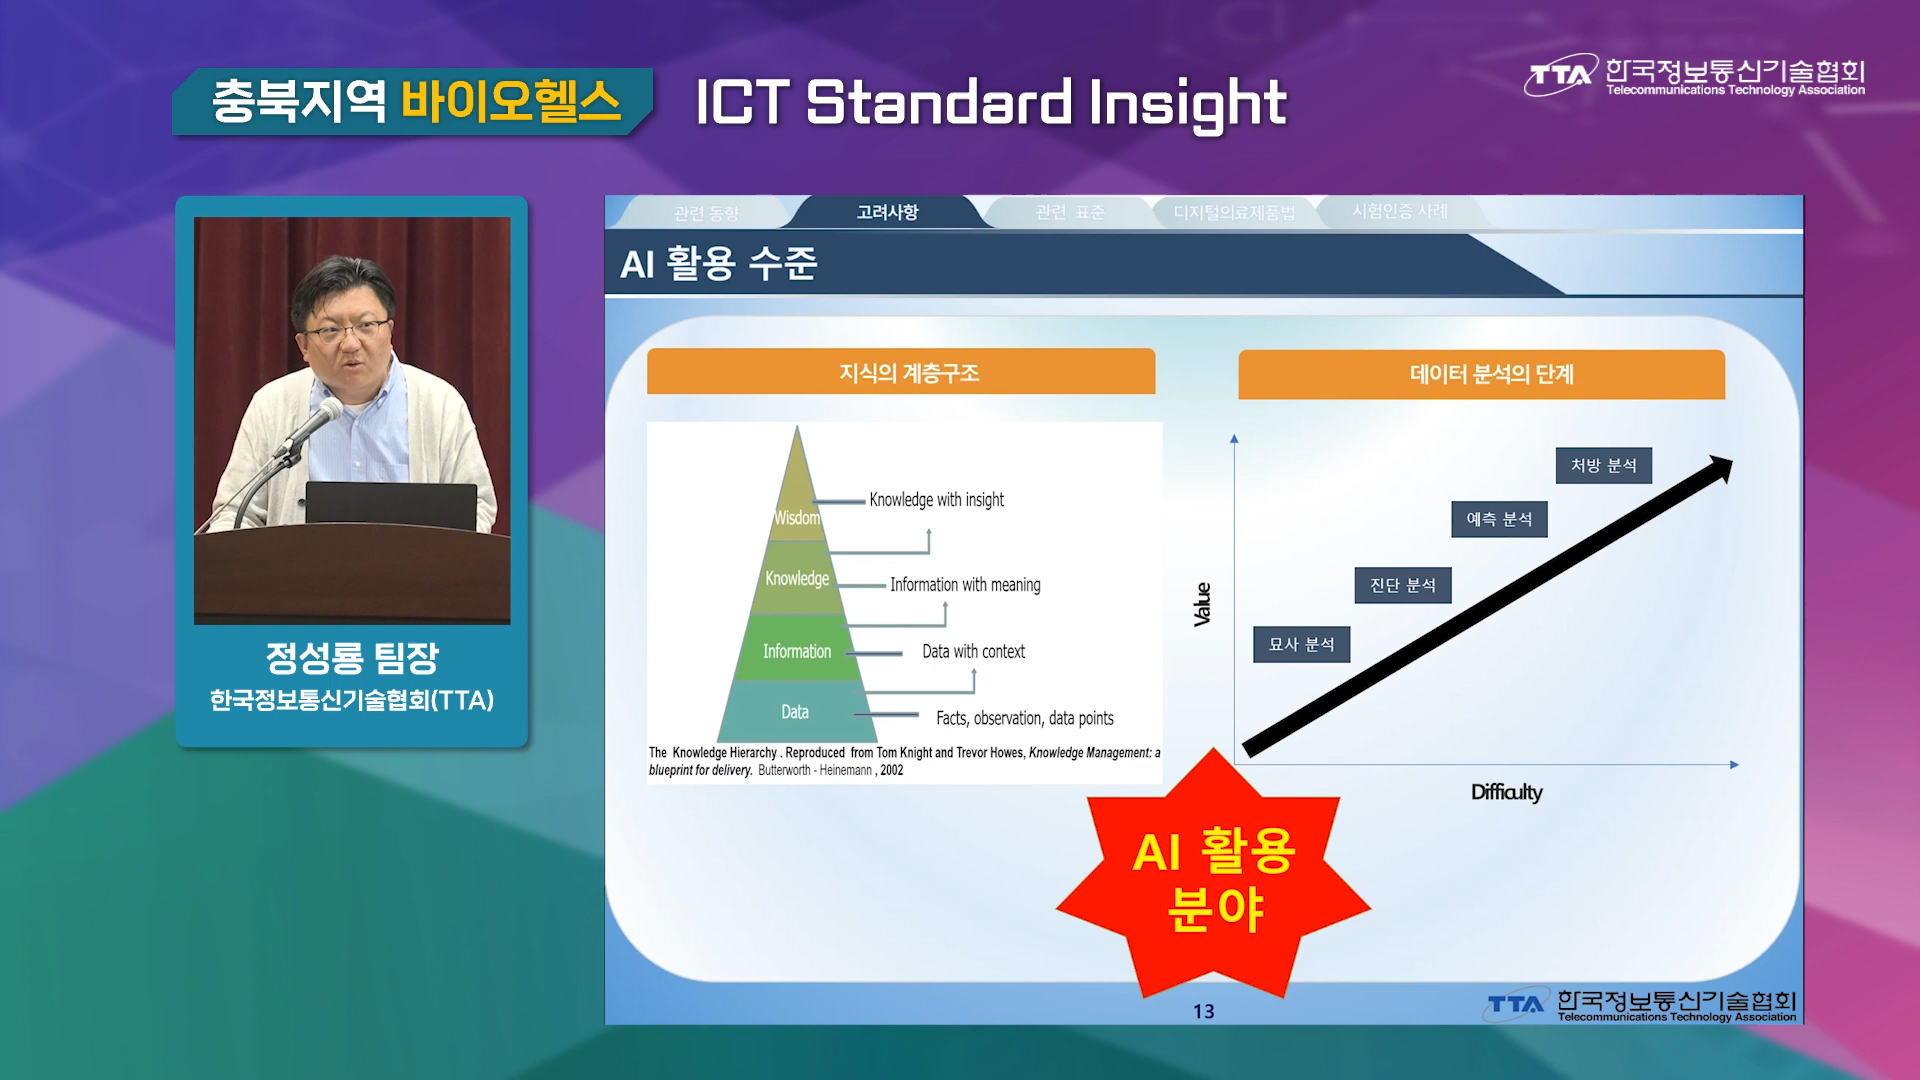 충북지역 바이오헬스 ICT Standard Insight
TTA 한국정보통신기술협회
Telecommunications Technology Association
정성룡 팀장
한국정보통신기술협회(TTA)
관련 동향 고려사항 관련 표준 디지털의료제품법 시험인증 사례
AI 활용 수준
지식의 계층구조
Wisdom
Knowledge with insight
Knowledge
Information with meaning
Information
Data with context
Data
Facts, observation, data points
The Knowledge Hierarchy . Reproduced from Tom Knight and Trevor Howes, Knowledge Management: a
blueprint for delivery. Butterworth - Heinemann , 2002
데이터 분석의 단계
처방 분석
예측 분석
진단 분석
묘사 분석
Value
Difficulty
AI 활용
분야
13
TTA 한국정보통신기술협회
Telecommunications Technology Association